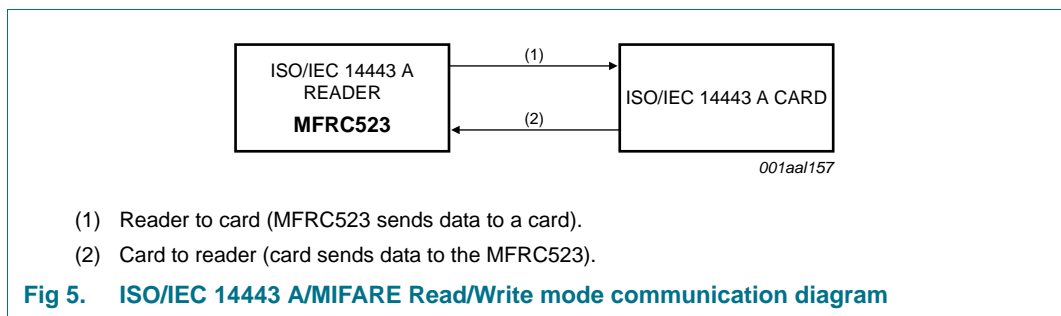 (1)
ISO/IEC 14443 A
READER
MFRC523
ISO/IEC 14443 A CARD
(2)
001aal157
(1) Reader to card (MFRC523 sends data to a card).
(2) Card to reader (card sends data to the MFRC523).
Fig 5. ISO/IEC 14443 A/MIFARE Read/Write mode communication diagram